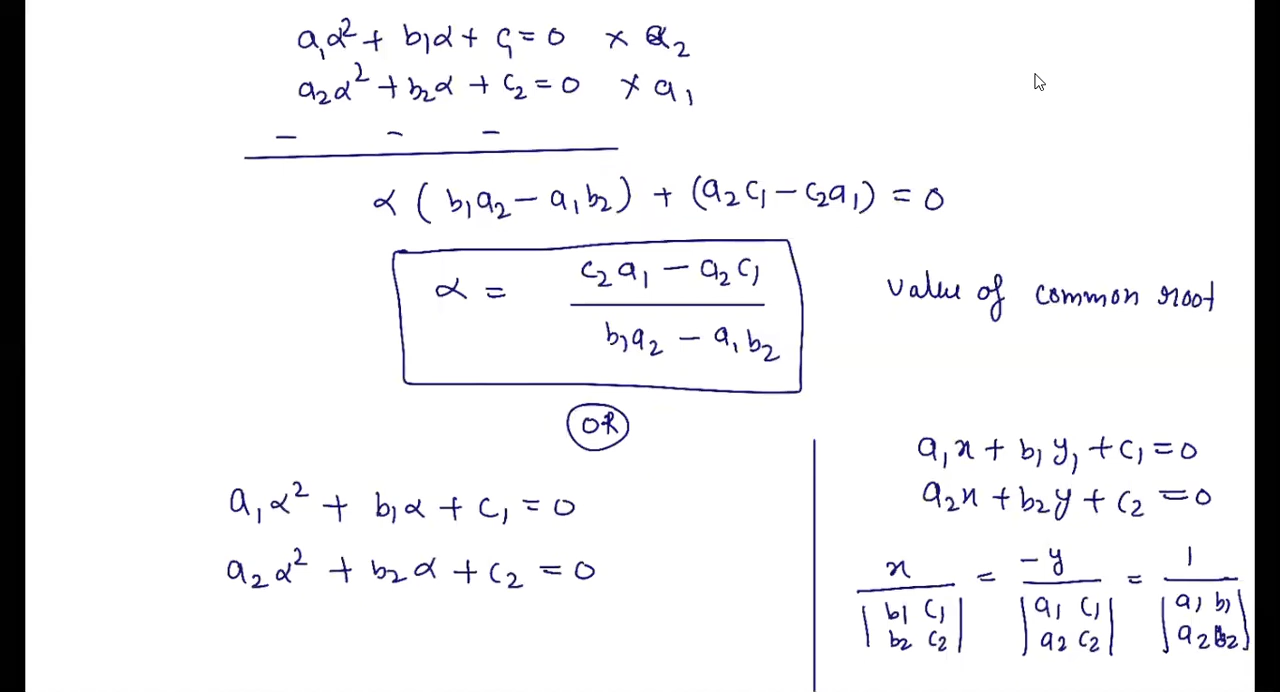 a₁α² + b₁α + c₁ = 0 × a₂
a₂α² + b₂α + c₂ = 0 × a₁
− − −
α ( b₁a₂ − a₁b₂ ) + (a₂c₁ − c₂a₁) = 0
α = (c₂a₁ − a₂c₁) / (b₁a₂ − a₁b₂)
value of common root
OR
a₁α² + b₁α + c₁ = 0
a₂α² + b₂α + c₂ = 0
a₁x + b₁y₁ + c₁ = 0
a₂x + b₂y + c₂ = 0
x / |b₁ c₁; b₂ c₂| = −y / |a₁ c₁; a₂ c₂| = 1 / |a₁ b₁; a₂ b₂|